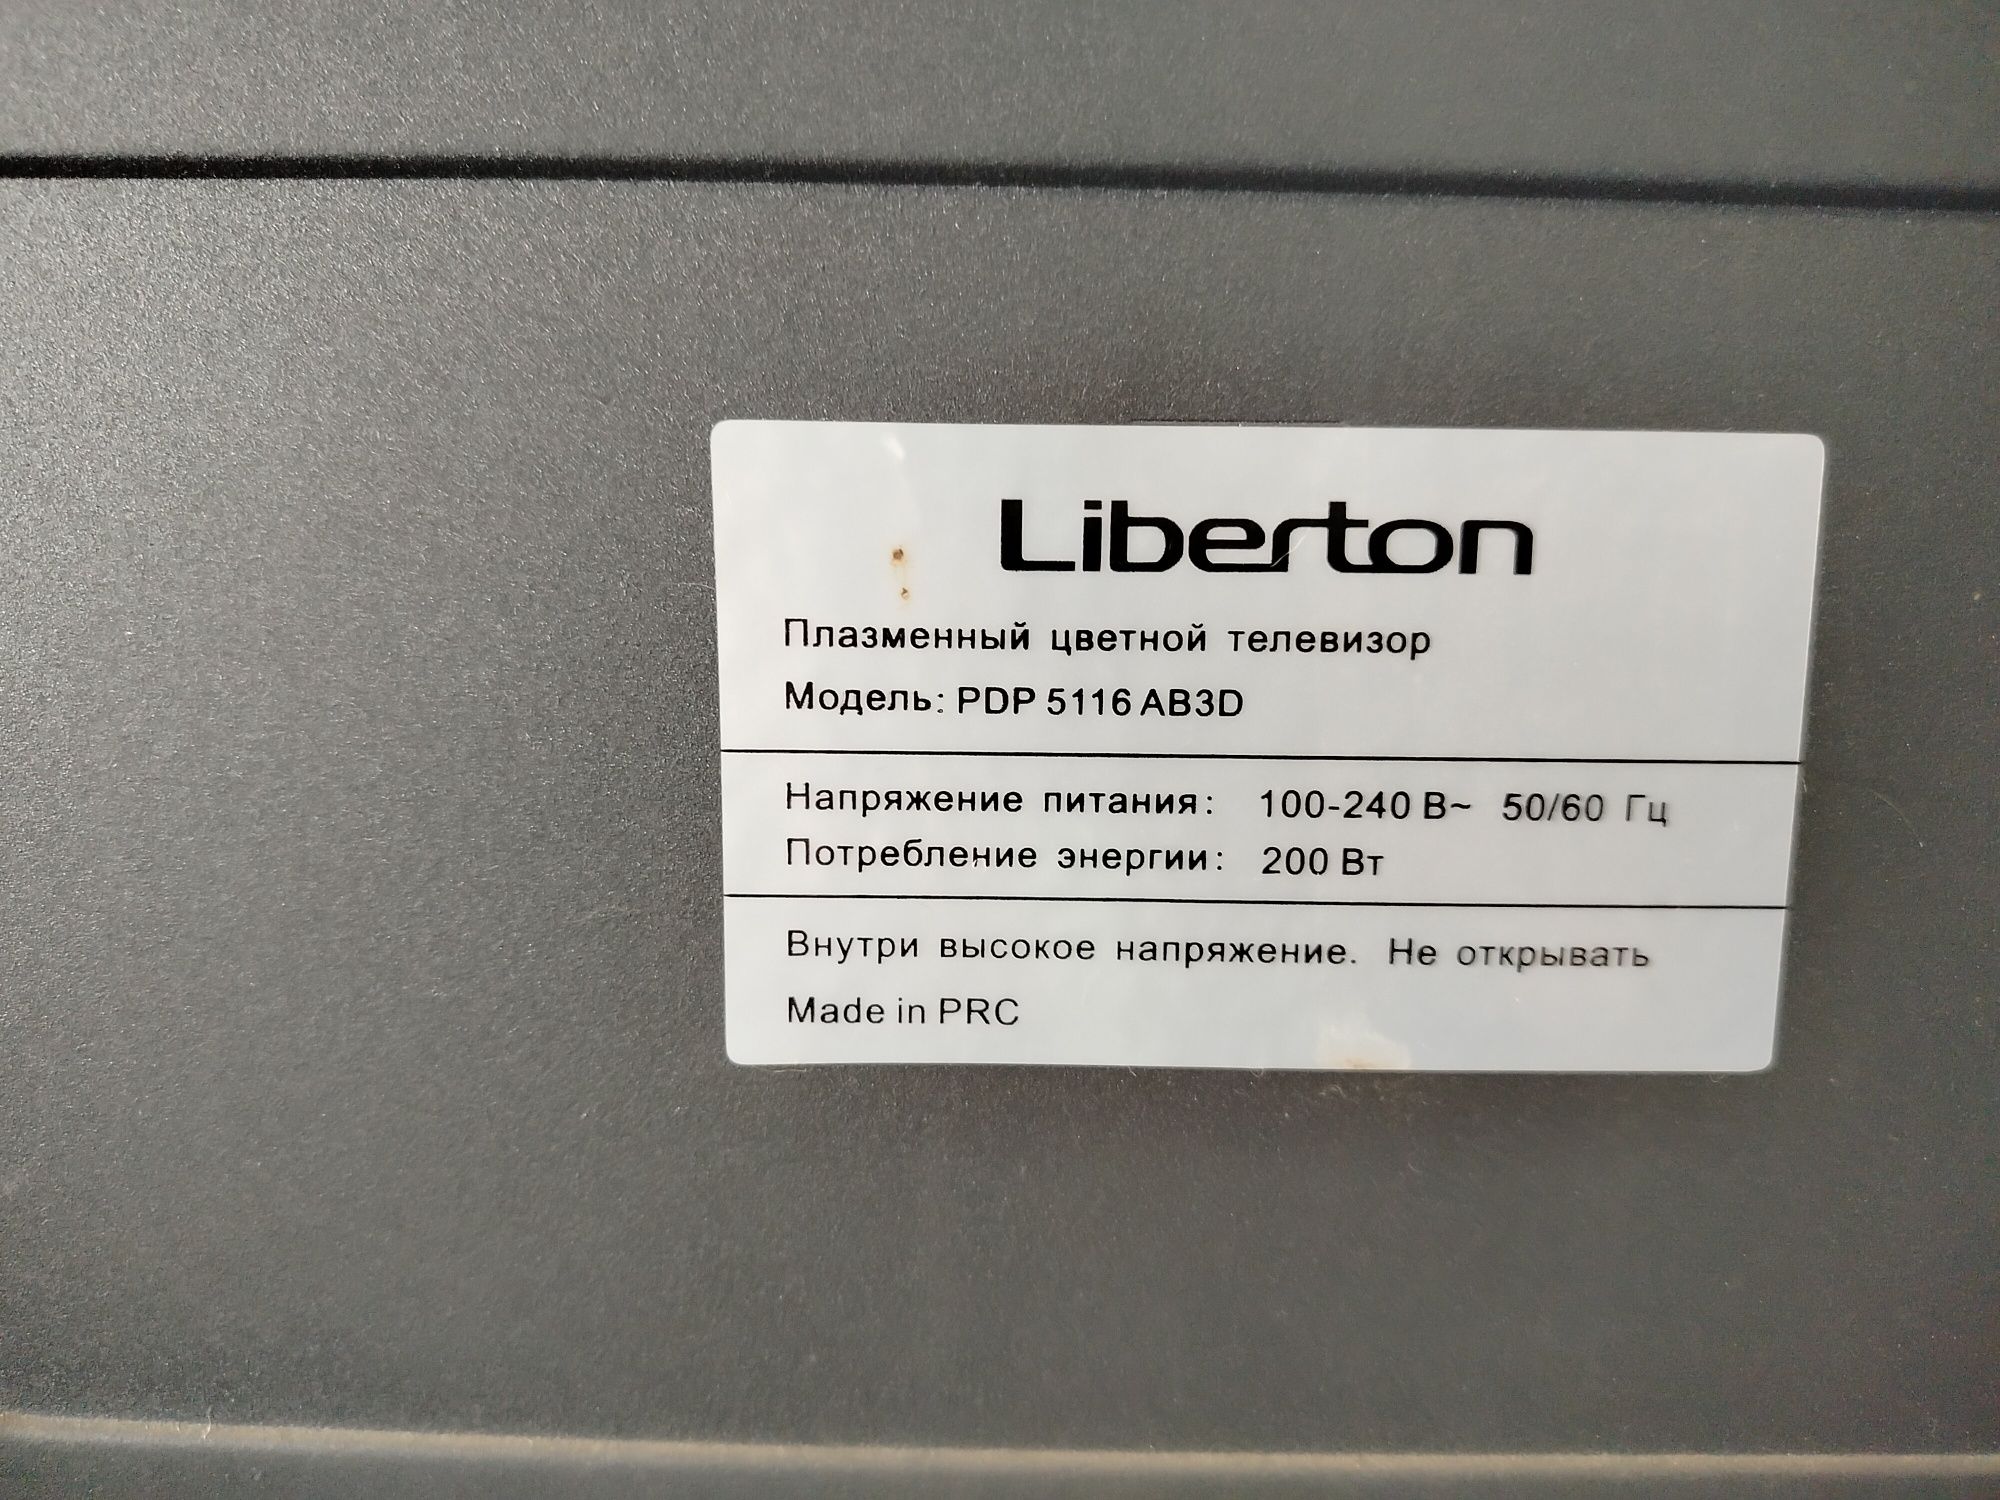 Liberton
Плазменный цветной телевизор
Модель: PDP 5116 AB3D
Напряжение питания: 100-240 В~ 50/60 Гц
Потребление энергии: 200 Вт
Внутри высокое напряжение. Не открывать
Made in PRC